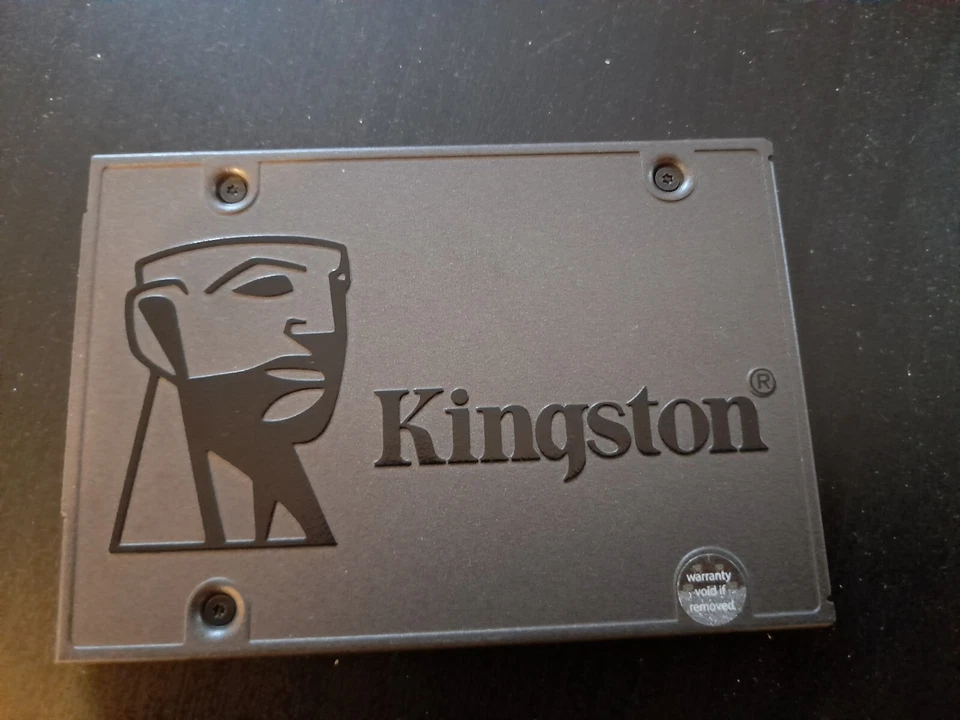 Kingston®
warranty
void if
removed